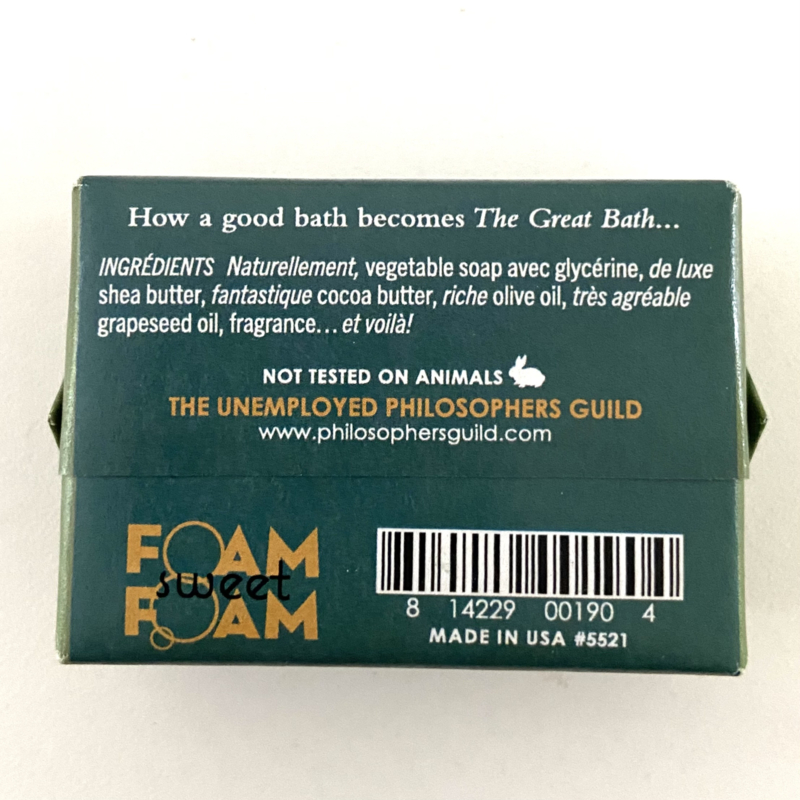 How a good bath becomes The Great Bath...
INGRÉDIENTS Naturellement, vegetable soap avec glycérine, de luxe
shea butter, fantastique cocoa butter, riche olive oil, très agréable
grapeseed oil, fragrance... et voilà!
NOT TESTED ON ANIMALS
THE UNEMPLOYED PHILOSOPHERS GUILD
www.philosophersguild.com
FOAM
sweet
FOAM
8 14229 00190 4
MADE IN USA #5521